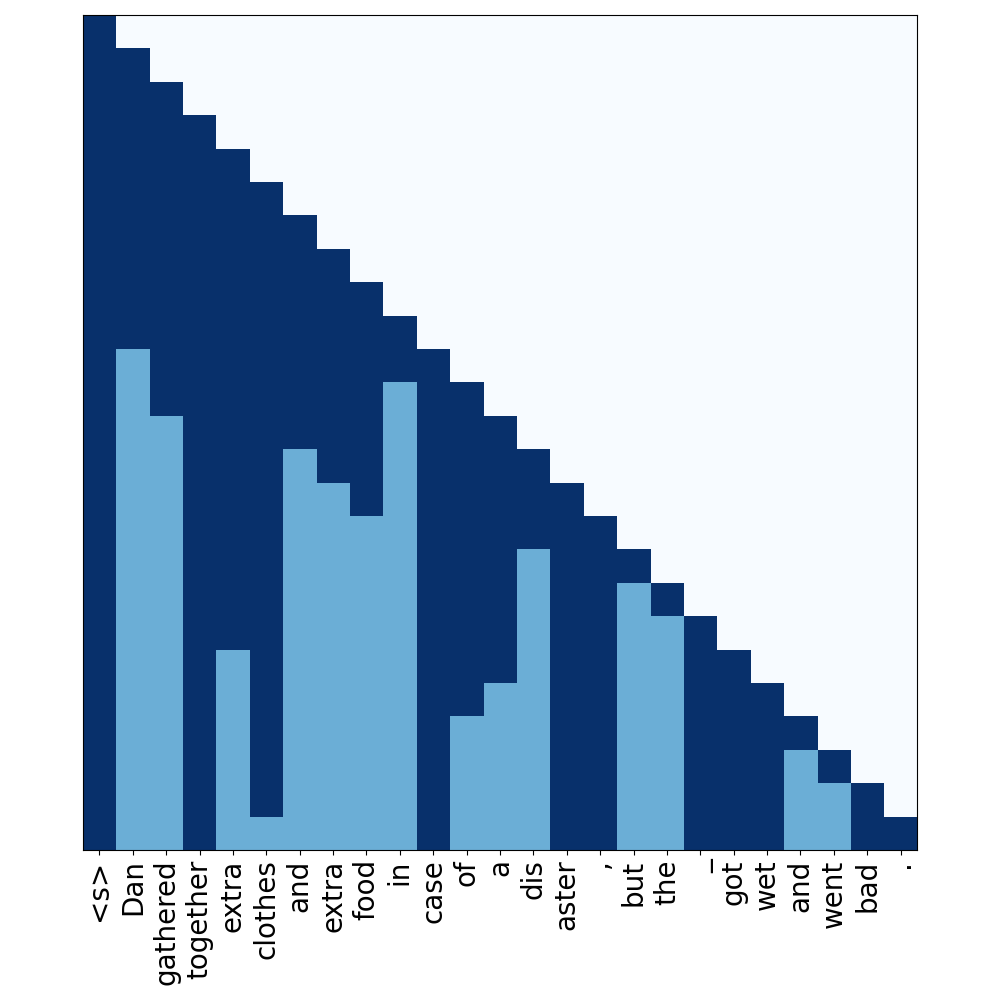 <s> Dan gathered together extra clothes and extra food in case of a dis aster , but the _ got wet and went bad .